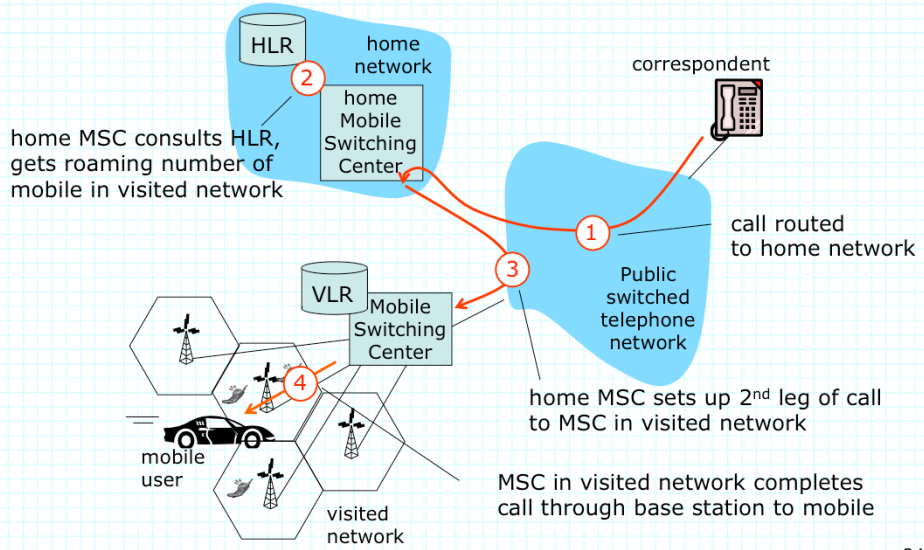 HLR
home
network
2
home
Mobile
Switching
Center
correspondent
home MSC consults HLR,
gets roaming number of
mobile in visited network
1
call routed
to home network
3
Public
switched
telephone
network
VLR
Mobile
Switching
Center
4
home MSC sets up 2nd leg of call
to MSC in visited network
mobile
user
MSC in visited network completes
call through base station to mobile
visited
network